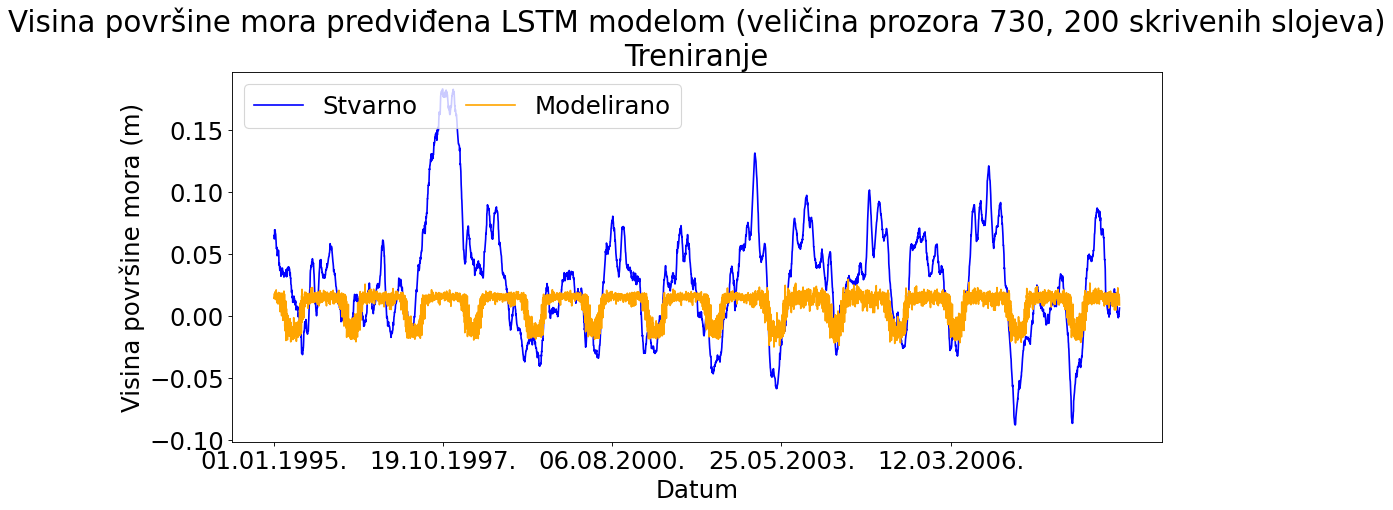 Visina površine mora predviđena LSTM modelom (veličina prozora 730, 200 skrivenih slojeva)
Treniranje
Stvarno Modelirano
Visina površine mora (m)
0.15
0.10
0.05
0.00
−0.05
−0.10
01.01.1995. 19.10.1997. 06.08.2000. 25.05.2003. 12.03.2006.
Datum